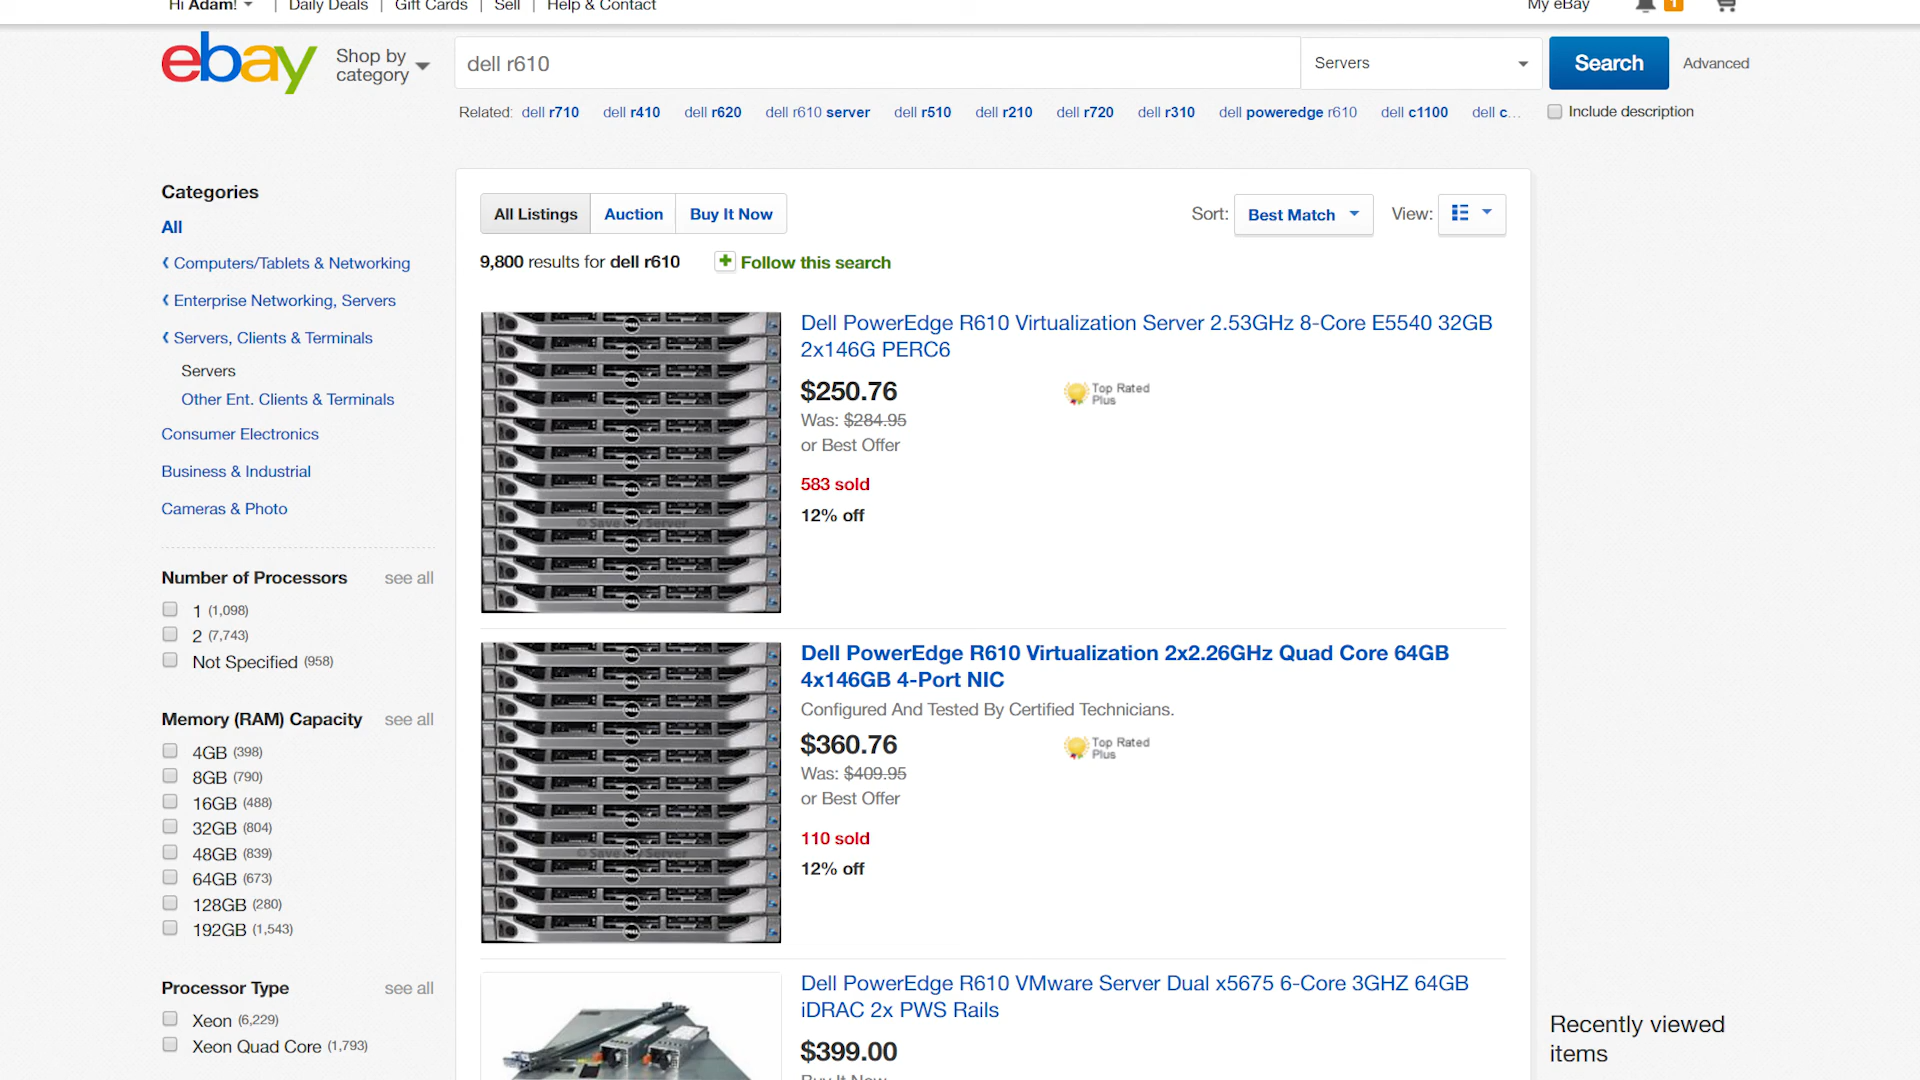 Hi Adam!
Daily Deals
Gift Cards
Sell
Help & Contact
My eBay
1
ebay
Shop by category
dell r610
Servers
Search
Advanced
Related: dell r710 dell r410 dell r620 dell r610 server dell r510 dell r210 dell r720 dell r310 dell poweredge r610 dell c1100 dell c...
Include description
Categories
All
Computers/Tablets & Networking
Enterprise Networking, Servers
Servers, Clients & Terminals
Servers
Other Ent. Clients & Terminals
Consumer Electronics
Business & Industrial
Cameras & Photo
Number of Processors see all
1 (1,098)
2 (7,743)
Not Specified (958)
Memory (RAM) Capacity see all
4GB (398)
8GB (790)
16GB (488)
32GB (804)
48GB (839)
64GB (673)
128GB (280)
192GB (1,543)
Processor Type see all
Xeon (6,229)
Xeon Quad Core (1,793)
All Listings
Auction
Buy It Now
Sort: Best Match
View:
9,800 results for dell r610
Follow this search
Dell PowerEdge R610 Virtualization Server 2.53GHz 8-Core E5540 32GB
2x146G PERC6
$250.76
Top Rated
Plus
Was: $284.95
or Best Offer
583 sold
12% off
Dell PowerEdge R610 Virtualization 2x2.26GHz Quad Core 64GB
4x146GB 4-Port NIC
Configured And Tested By Certified Technicians.
$360.76
Top Rated
Plus
Was: $409.95
or Best Offer
110 sold
12% off
Dell PowerEdge R610 VMware Server Dual x5675 6-Core 3GHZ 64GB
iDRAC 2x PWS Rails
$399.00
Buy It Now
Recently viewed
items